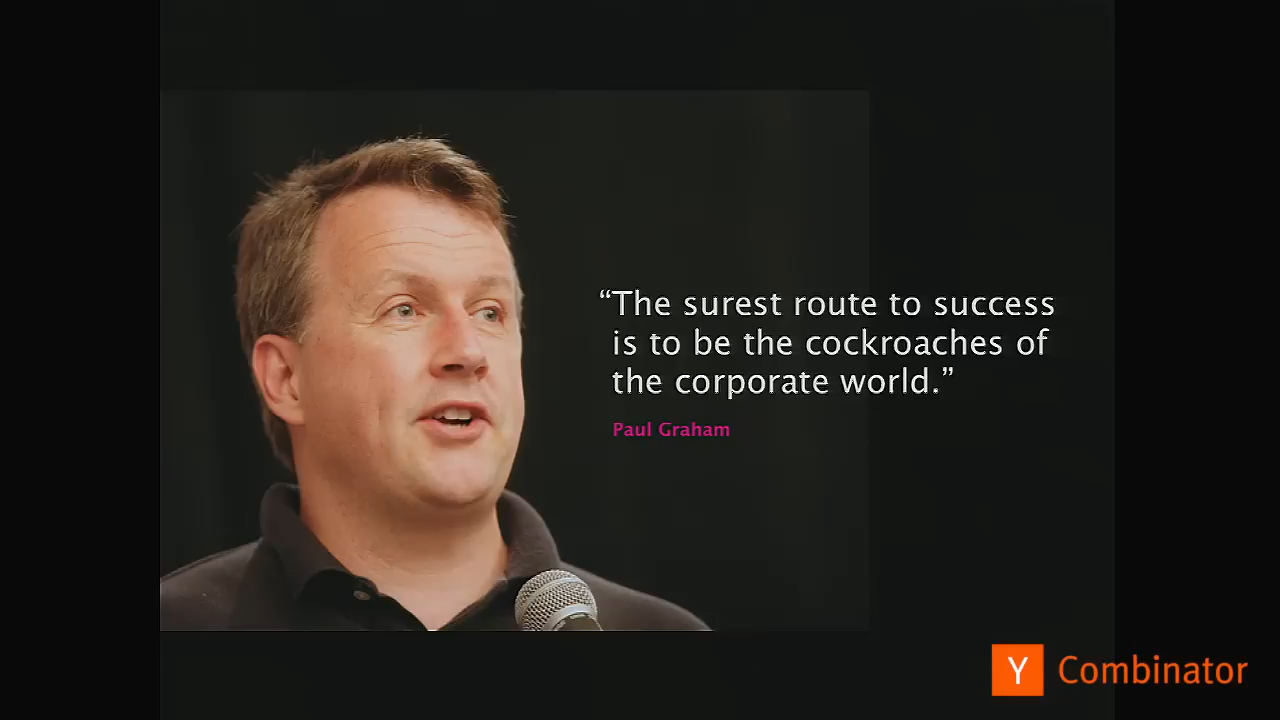 “The surest route to success
is to be the cockroaches of
the corporate world.”
Paul Graham
Y Combinator